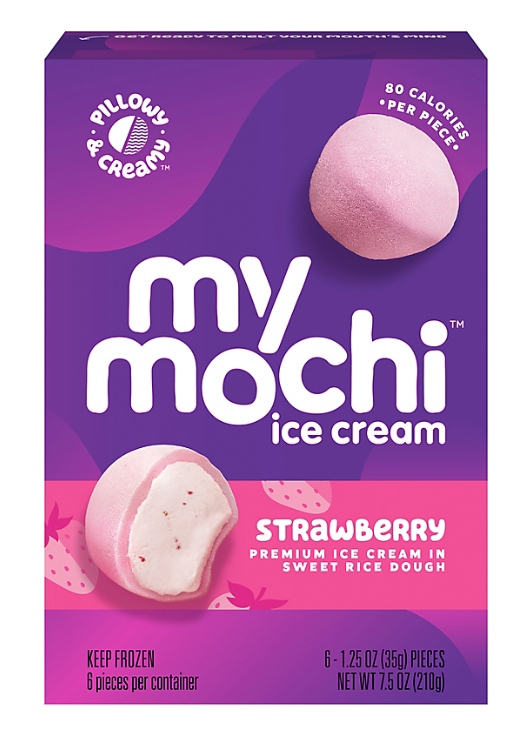 GET READY TO MELT YOUR MOUTH'S MIND
PILLOWY
& CREAMY™
80 CALORIES
•PER PIECE•
my
mochi™
ice cream
STRAWBERRY
PREMIUM ICE CREAM IN
SWEET RICE DOUGH
KEEP FROZEN
6 pieces per container
6 - 1.25 OZ (35g) PIECES
NET WT 7.5 OZ (210g)